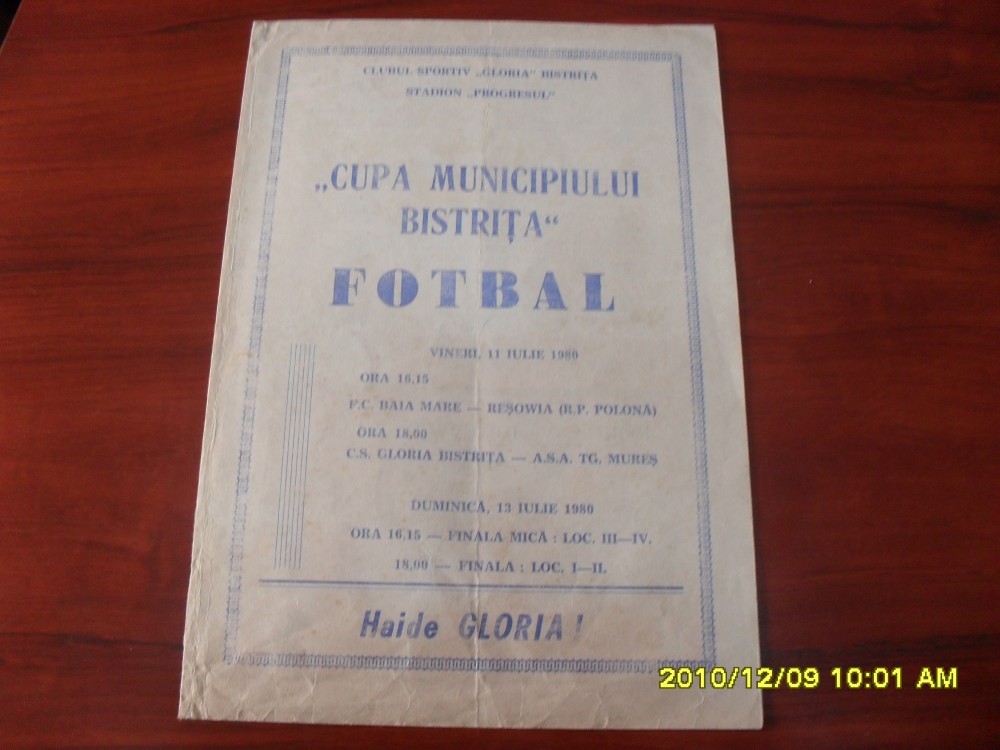 CLUBUL SPORTIV „GLORIA" BISTRIȚA
STADION „PROGRESUL"
„CUPA MUNICIPIULUI
BISTRIȚA“
FOTBAL
VINERI, 11 IULIE 1980
ORA 16,15
F.C. BAIA MARE — REȘOWIA (R.P. POLONĂ)
ORA 18,00
C.S. GLORIA BISTRIȚA — A.S.A. TG. MUREȘ
DUMINICĂ, 13 IULIE 1980
ORA 16,15 — FINALA MICĂ : LOC. III—IV.
18,00 — FINALA : LOC. I—II.
Haide GLORIA !
2010/12/09 10:01 AM